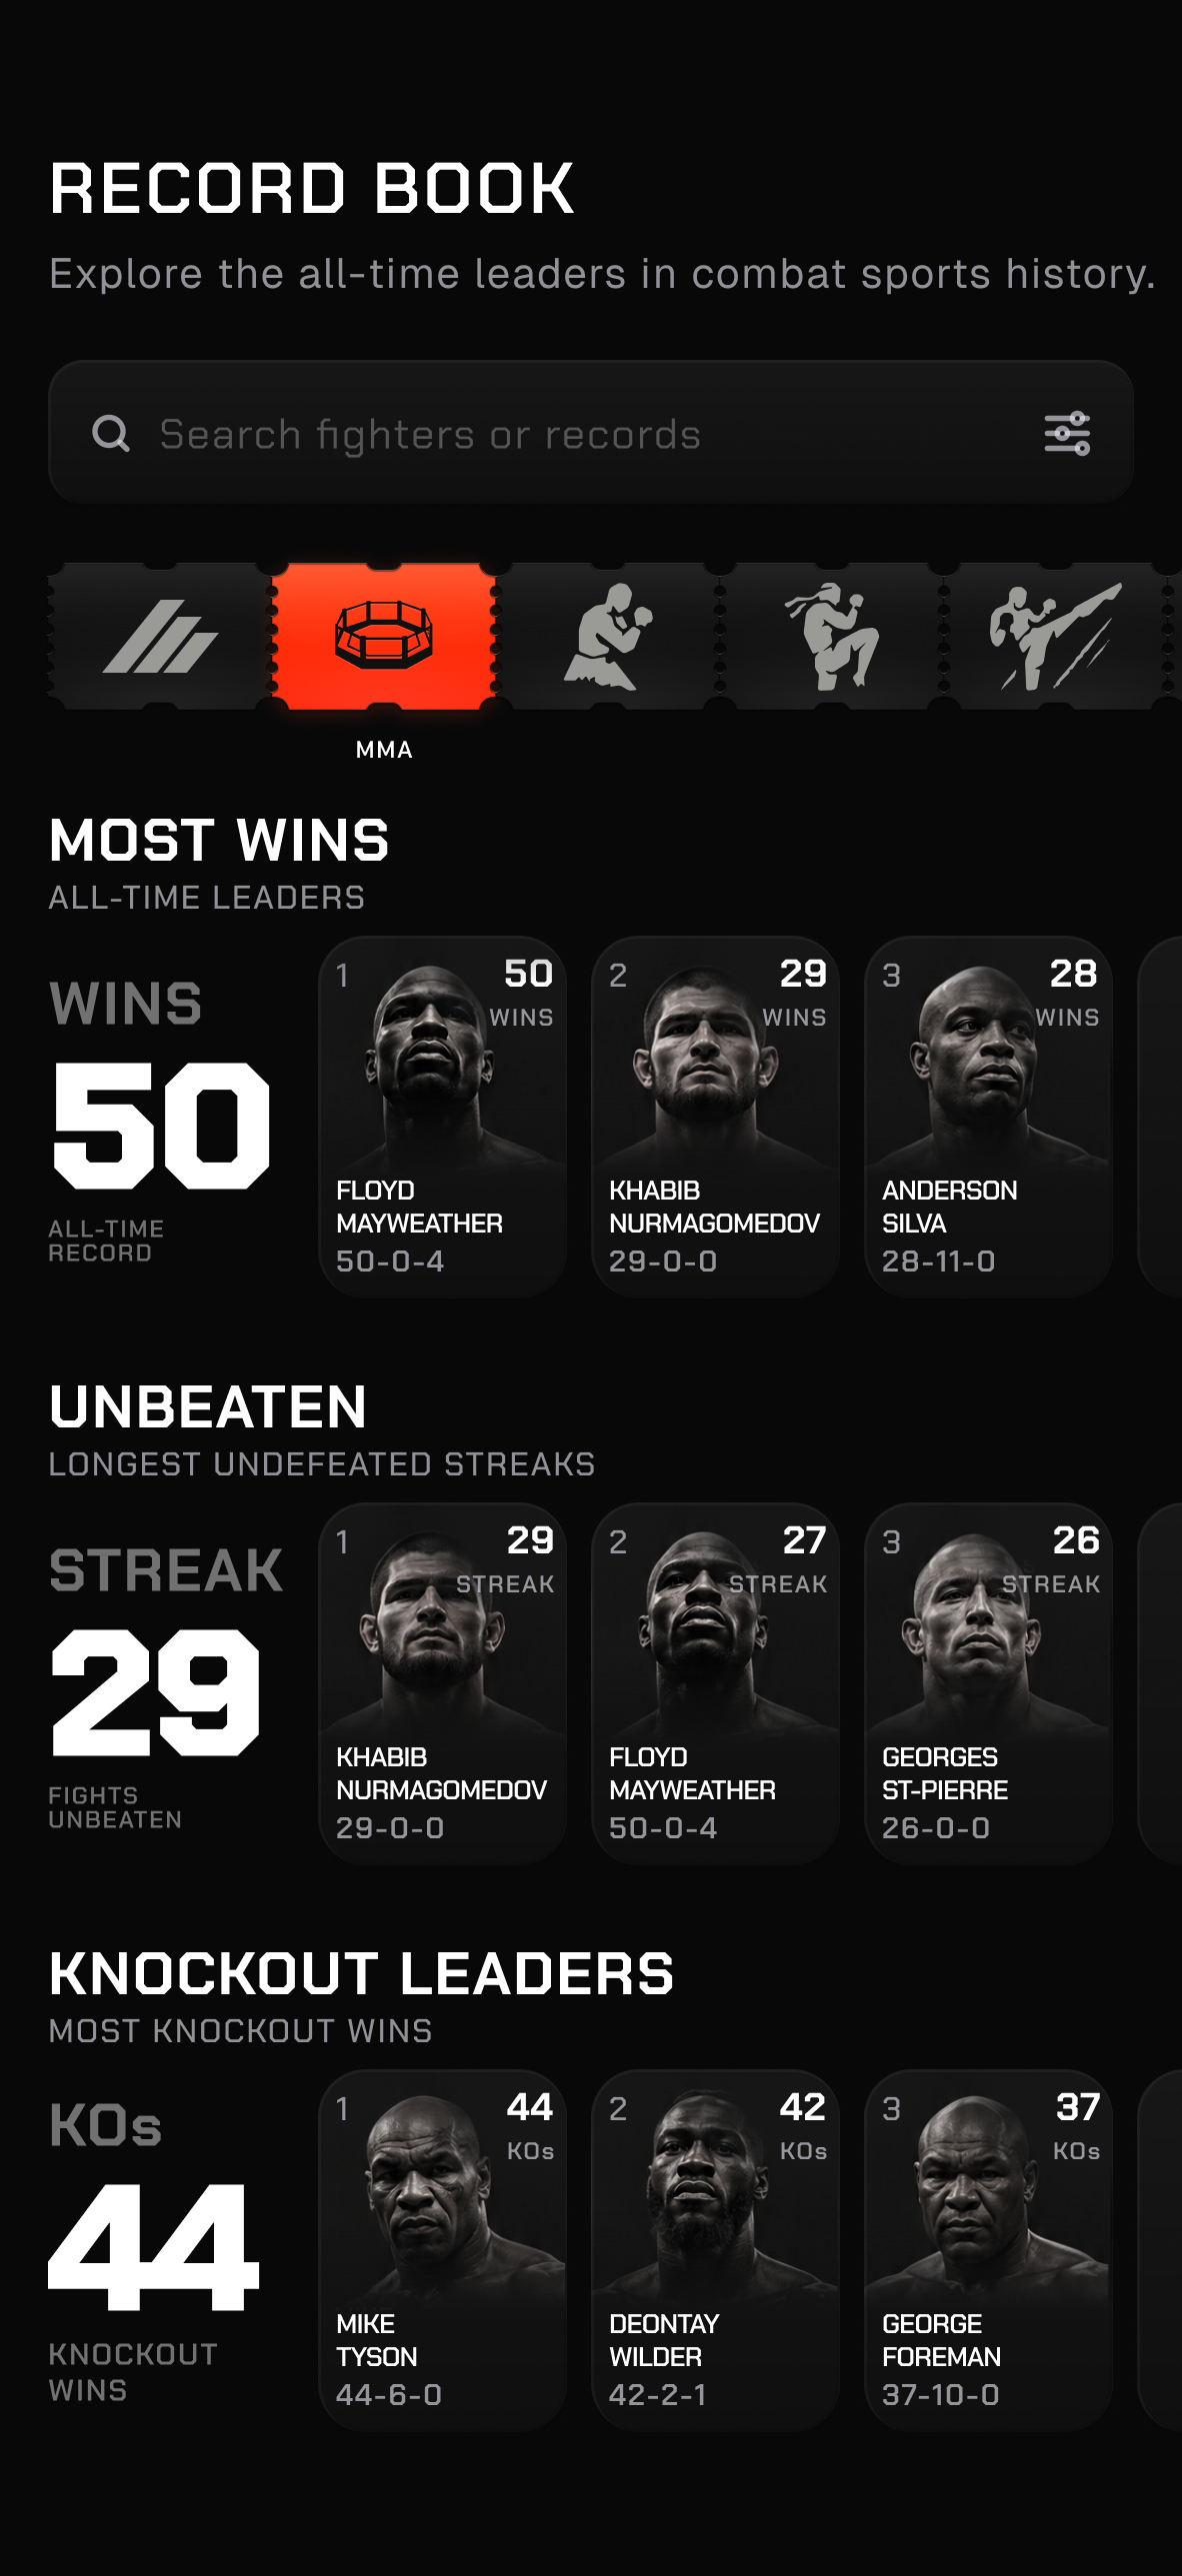 RECORD BOOK
Explore the all-time leaders in combat sports history.
Search fighters or records
MMA
MOST WINS
ALL-TIME LEADERS
WINS
50
ALL-TIME
RECORD
1
50
WINS
FLOYD
MAYWEATHER
50-0-4
2
29
WINS
KHABIB
NURMAGOMEDOV
29-0-0
3
28
WINS
ANDERSON
SILVA
28-11-0
UNBEATEN
LONGEST UNDEFEATED STREAKS
STREAK
29
FIGHTS
UNBEATEN
1
29
STREAK
KHABIB
NURMAGOMEDOV
29-0-0
2
27
STREAK
FLOYD
MAYWEATHER
50-0-4
3
26
STREAK
GEORGES
ST-PIERRE
26-0-0
KNOCKOUT LEADERS
MOST KNOCKOUT WINS
KOs
44
KNOCKOUT
WINS
1
44
KOs
MIKE
TYSON
44-6-0
2
42
KOs
DEONTAY
WILDER
42-2-1
3
37
KOs
GEORGE
FOREMAN
37-10-0